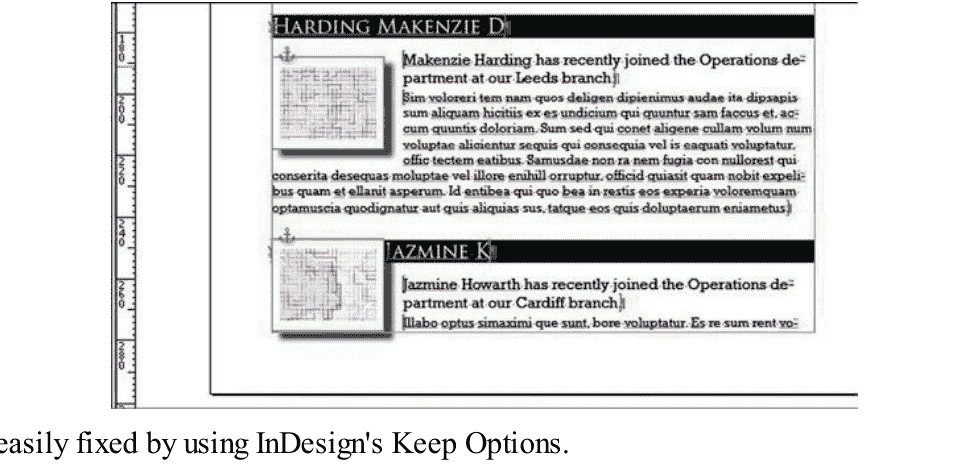 HARDING MAKENZIE D
Makenzie Harding has recently joined the Operations de-
partment at our Leeds branch.
Sim voloreri tem nam quos deligen dipienimus audae ita dipsapis
sum aliquam hicitiis ex es undicium qui quuntur sam faccus et, ac-
cum quuntis doloriam. Sum sed qui conet aligene cullam volum num
voluptae alicientur sequis qui consequia vel is eaquati voluptatur,
offic tectem eatibus. Samusdae non ra nem fugia con nullorest qui
conserita desequas moluptae vel illore enihill orruptur, officid quiasit quam nobit expeli-
bus quam et ellanit asperum. Id entibea qui quo bea in restis eos experia voloremquam
optamuscia quodignatur aut quis aliquias sus, tatque eos quis doluptaerum eniametus
JAZMINE K
Jazmine Howarth has recently joined the Operations de-
partment at our Cardiff branch.
Illabo optus simaximi que sunt, bore voluptatur. Es re sum rent vo-
180
200
220
240
260
280
easily fixed by using InDesign's Keep Options.